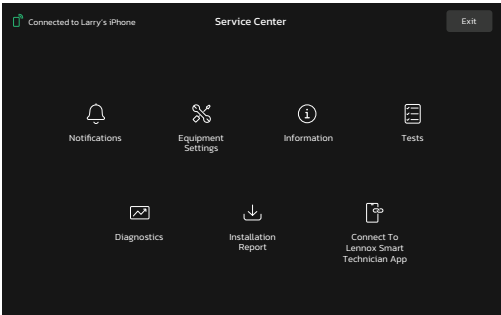 Connected to Larry's iPhone
Service Center
Exit
Notifications
Equipment
Settings
Information
Tests
Diagnostics
Installation
Report
Connect To
Lennox Smart
Technician App